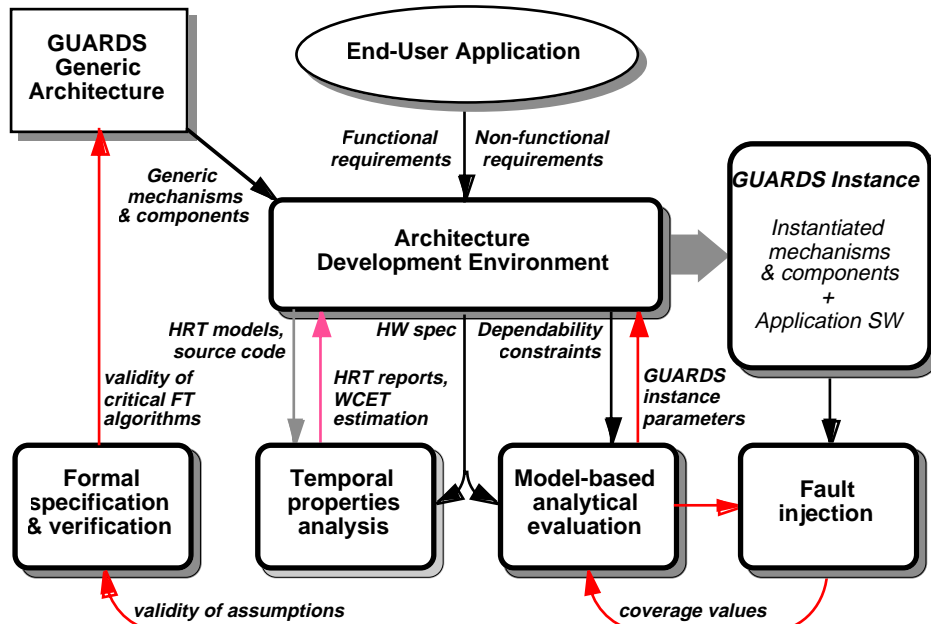 GUARDS
Generic
Architecture
End-User Application
Functional
requirements
Non-functional
requirements
Generic
mechanisms
& components
GUARDS Instance
Instantiated
mechanisms
& components
+
Application SW
Architecture
Development Environment
HRT models,
source code
HW spec
Dependability
constraints
validity of
critical FT
algorithms
HRT reports,
WCET
estimation
GUARDS
instance
parameters
Formal
specification
& verification
Temporal
properties
analysis
Model-based
analytical
evaluation
Fault
injection
validity of assumptions
coverage values